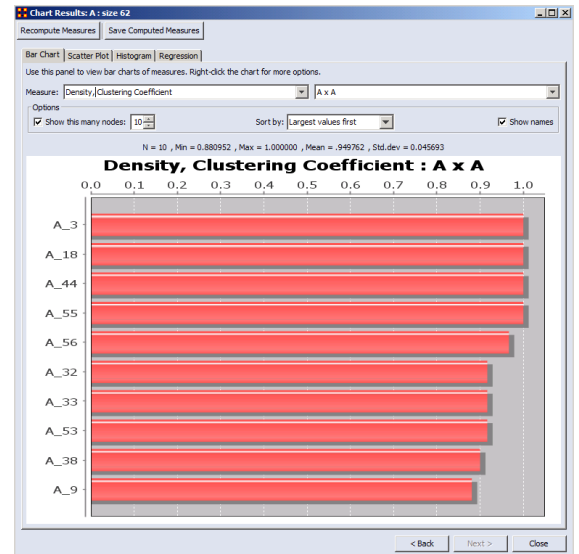 Chart Results: A : size 62
Recompute Measures Save Computed Measures
Bar Chart Scatter Plot Histogram Regression
Use this panel to view bar charts of measures. Right-click the chart for more options.
Measure: Density, Clustering Coefficient A x A
Options
Show this many nodes: 10 Sort by: Largest values first Show names
N = 10 , Min = 0.880952 , Max = 1.000000 , Mean = .949762 , Std.dev = 0.045693
Density, Clustering Coefficient : A x A
0.0 0.1 0.2 0.3 0.4 0.5 0.6 0.7 0.8 0.9 1.0
A_3
A_18
A_44
A_55
A_56
A_32
A_33
A_53
A_38
A_9
< Back Next > Close